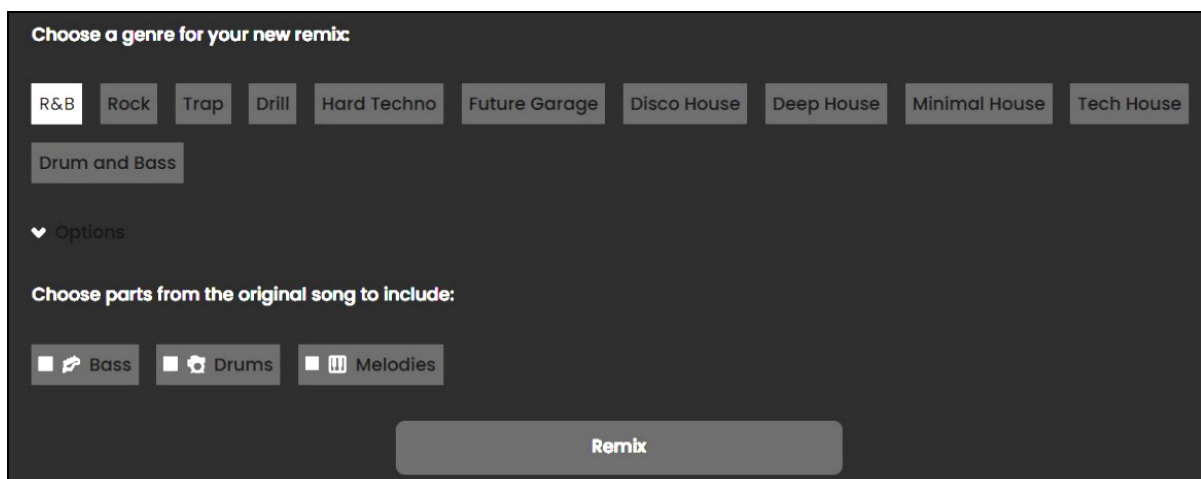 Choose a genre for your new remix:
R&B Rock Trap Drill Hard Techno Future Garage Disco House Deep House Minimal House Tech House
Drum and Bass
Options
Choose parts from the original song to include:
Bass Drums Melodies
Remix